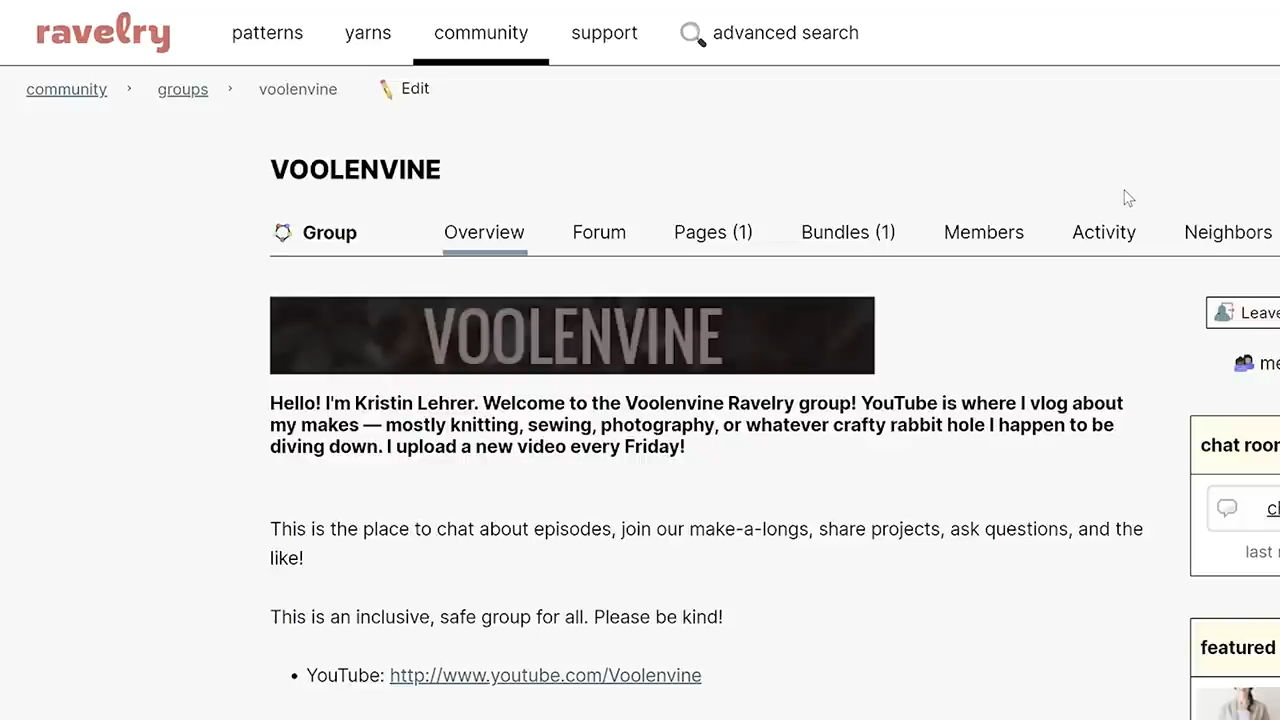 ravelry patterns yarns community support advanced search
community › groups › voolenvine Edit
VOOLENVINE
Group Overview Forum Pages (1) Bundles (1) Members Activity Neighbors
VOOLENVINE
Leave
Hello! I'm Kristin Lehrer. Welcome to the Voolenvine Ravelry group! YouTube is where I vlog about
my makes — mostly knitting, sewing, photography, or whatever crafty rabbit hole I happen to be
diving down. I upload a new video every Friday!
chat
This is the place to chat about episodes, join our make-a-longs, share projects, ask questions, and the
like!
last
This is an inclusive, safe group for all. Please be kind!
featured
• YouTube: http://www.youtube.com/Voolenvine